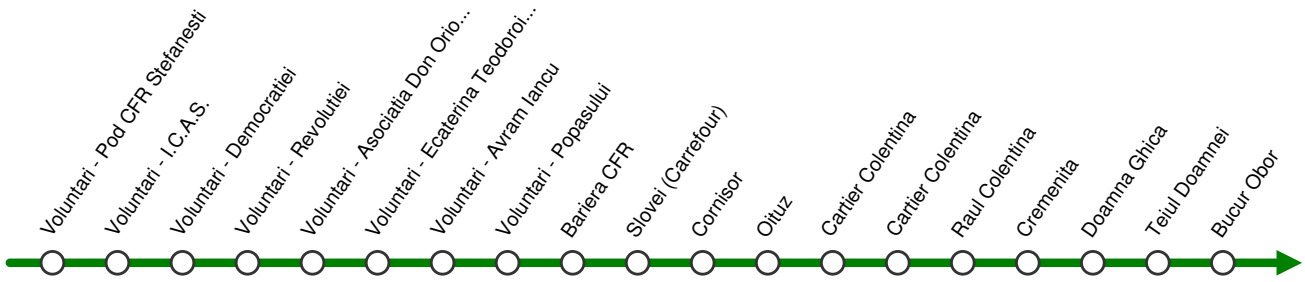 Voluntari - Pod CFR Stefanesti
Voluntari - I.C.A.S.
Voluntari - Democratiei
Voluntari - Revolutiei
Voluntari - Asociatia Don Orio...
Voluntari - Ecaterina Teodoroi...
Voluntari - Avram Iancu
Voluntari - Popasului
Bariera CFR
Slovei (Carrefour)
Cornisor
Oituz
Cartier Colentina
Cartier Colentina
Raul Colentina
Cremenita
Doamna Ghica
Teiul Doamnei
Bucur Obor